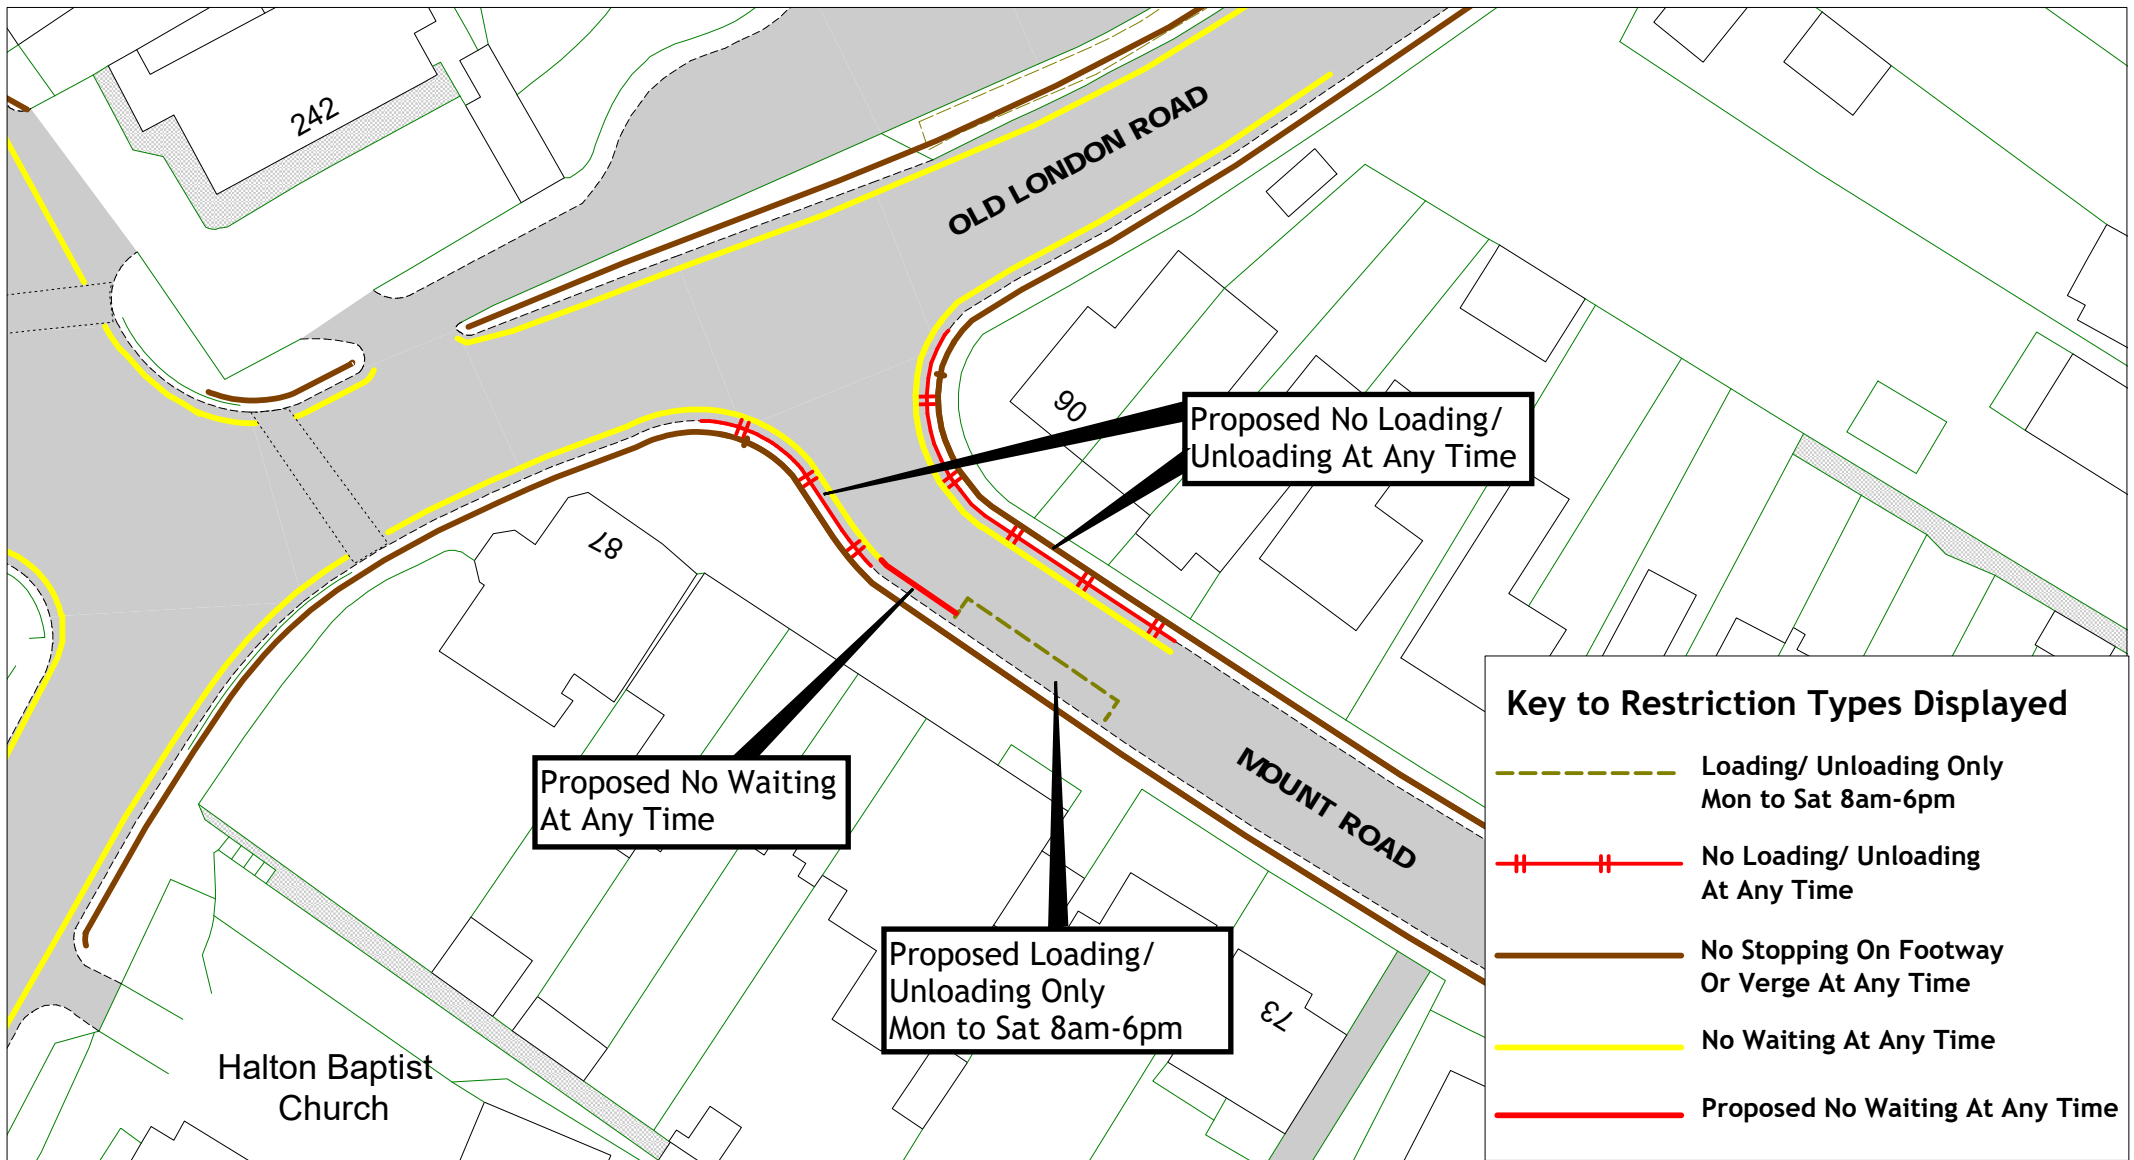 242
OLD LONDON ROAD
90
Proposed No Loading/
Unloading At Any Time
87
Proposed No Waiting
At Any Time
MOUNT ROAD
Proposed Loading/
Unloading Only
Mon to Sat 8am-6pm
73
Halton Baptist
Church
Key to Restriction Types Displayed
Loading/ Unloading Only
Mon to Sat 8am-6pm
No Loading/ Unloading
At Any Time
No Stopping On Footway
Or Verge At Any Time
No Waiting At Any Time
Proposed No Waiting At Any Time